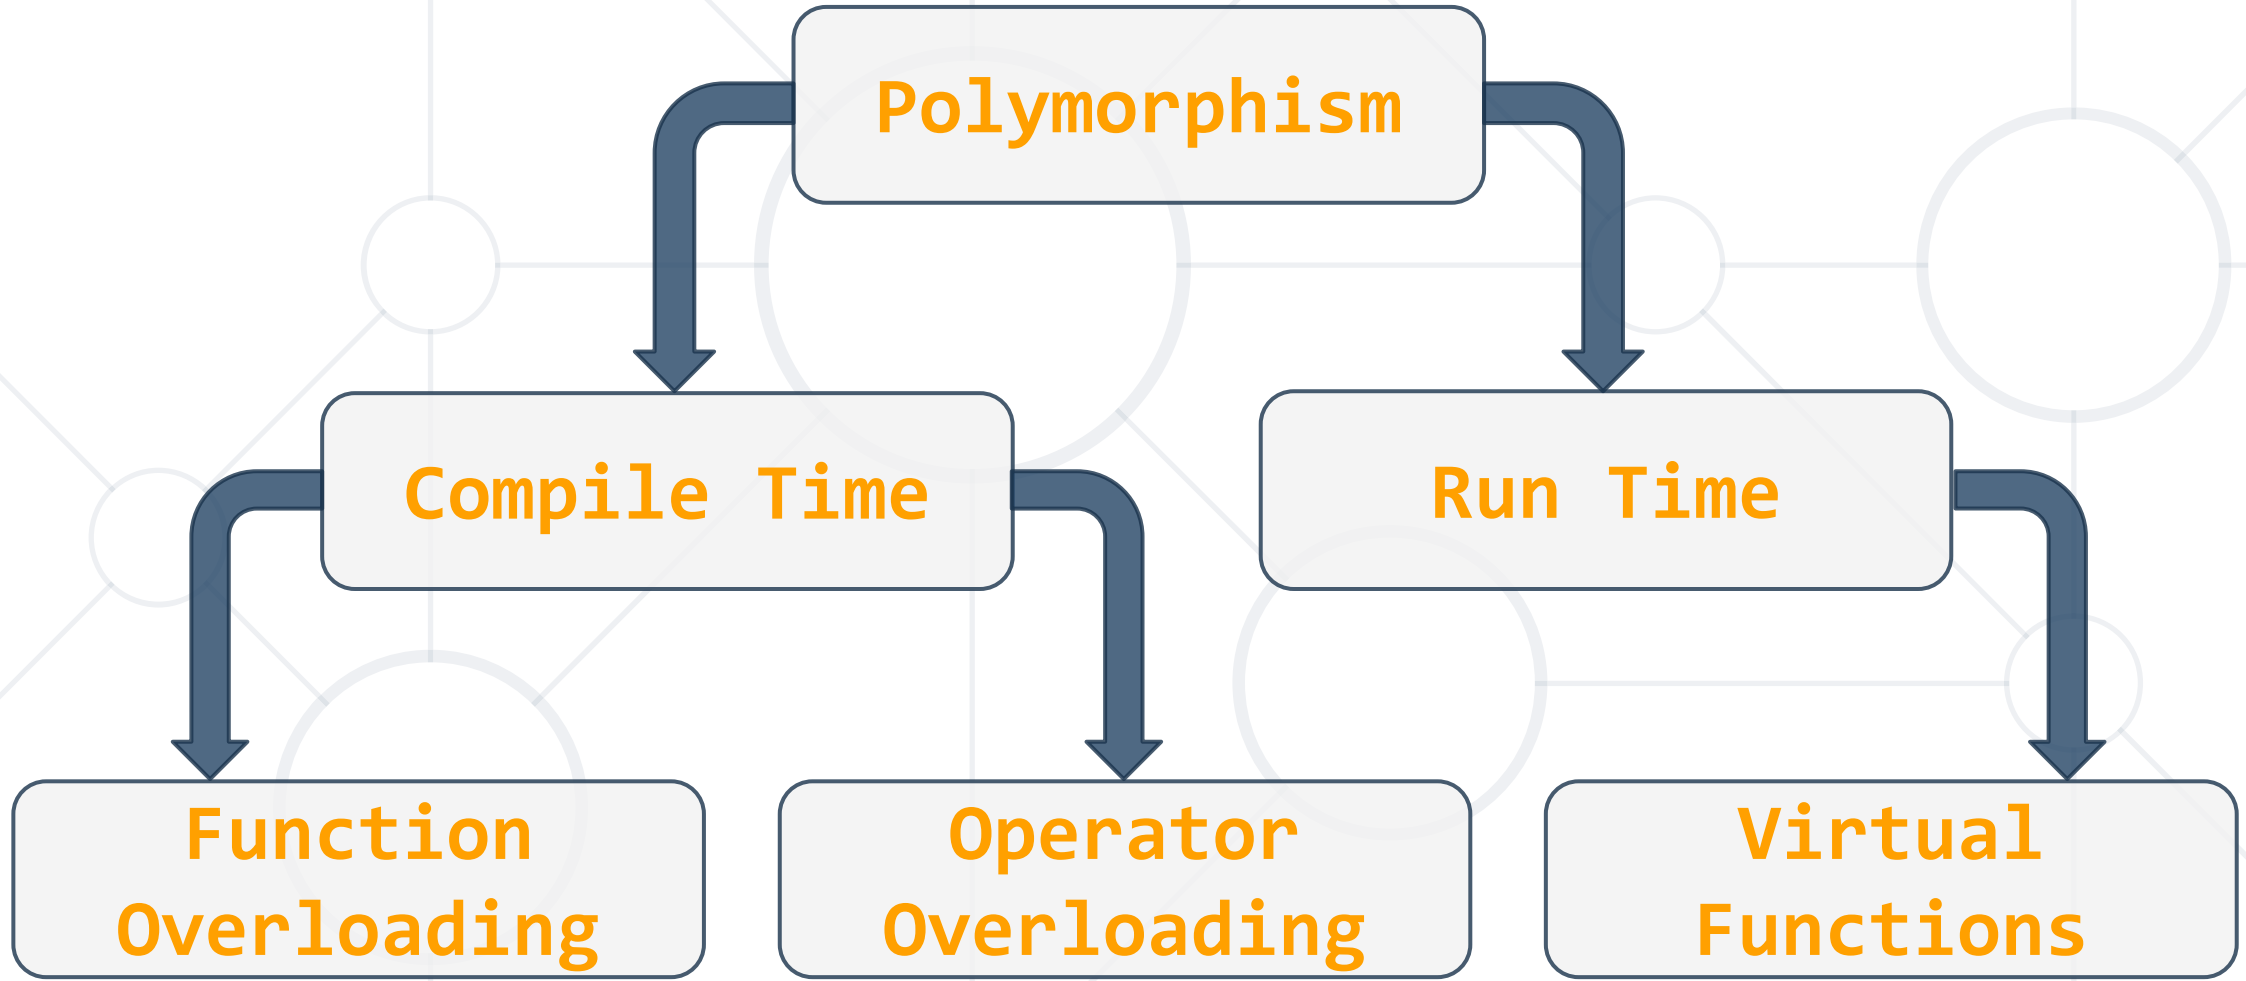 Polymorphism
Compile Time
Run Time
Function
Overloading
Operator
Overloading
Virtual
Functions